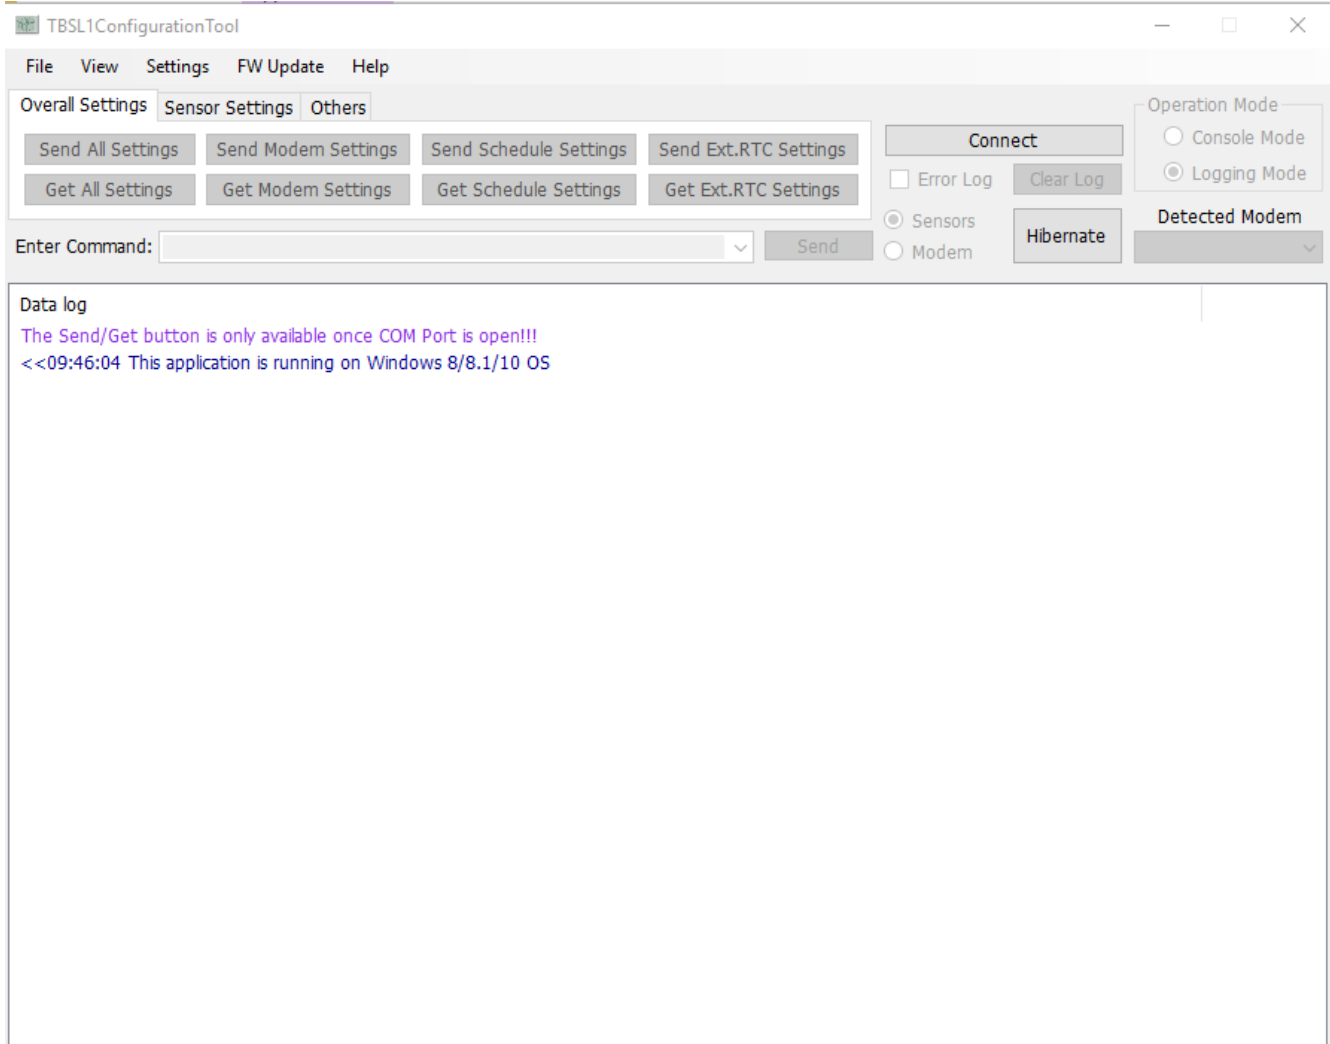 TBSL1ConfigurationTool
File View Settings FW Update Help
Overall Settings Sensor Settings Others
Send All Settings Send Modem Settings Send Schedule Settings Send Ext.RTC Settings
Get All Settings Get Modem Settings Get Schedule Settings Get Ext.RTC Settings
Enter Command: Send
Connect
Error Log Clear Log
Sensors
Modem
Hibernate
Operation Mode
Console Mode
Logging Mode
Detected Modem
Data log
The Send/Get button is only available once COM Port is open!!!
<<09:46:04 This application is running on Windows 8/8.1/10 OS